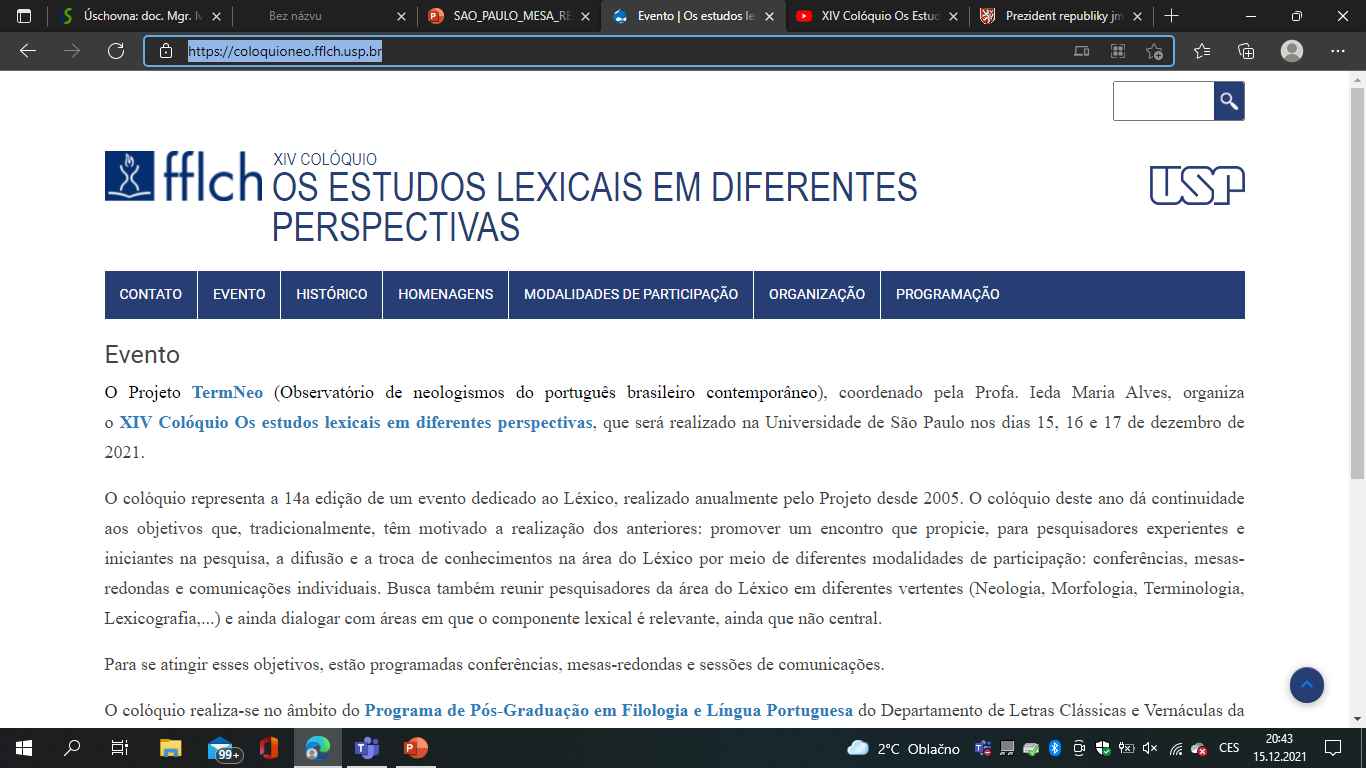 Úschovna: doc. Mgr. Iv
Bez názvu
SAO_PAULO_MESA_RE
Evento | Os estudos le
XIV Colóquio Os Estud
Prezident republiky jm
https://coloquioneo.fflch.usp.br
fflch
XIV COLÓQUIO
OS ESTUDOS LEXICAIS EM DIFERENTES
PERSPECTIVAS
USP
CONTATO
EVENTO
HISTÓRICO
HOMENAGENS
MODALIDADES DE PARTICIPAÇÃO
ORGANIZAÇÃO
PROGRAMAÇÃO
Evento
O Projeto TermNeo (Observatório de neologismos do português brasileiro contemporâneo), coordenado pela Profa. Ieda Maria Alves, organiza
o XIV Colóquio Os estudos lexicais em diferentes perspectivas, que será realizado na Universidade de São Paulo nos dias 15, 16 e 17 de dezembro de
2021.
O colóquio representa a 14a edição de um evento dedicado ao Léxico, realizado anualmente pelo Projeto desde 2005. O colóquio deste ano dá continuidade
aos objetivos que, tradicionalmente, têm motivado a realização dos anteriores: promover um encontro que propicie, para pesquisadores experientes e
iniciantes na pesquisa, a difusão e a troca de conhecimentos na área do Léxico por meio de diferentes modalidades de participação: conferências, mesas-
redondas e comunicações individuais. Busca também reunir pesquisadores da área do Léxico em diferentes vertentes (Neologia, Morfologia, Terminologia,
Lexicografia,...) e ainda dialogar com áreas em que o componente lexical é relevante, ainda que não central.
Para se atingir esses objetivos, estão programadas conferências, mesas-redondas e sessões de comunicações.
O colóquio realiza-se no âmbito do Programa de Pós-Graduação em Filologia e Língua Portuguesa do Departamento de Letras Clássicas e Vernáculas da
99+
2°C Oblačno
CES
20:43
15.12.2021